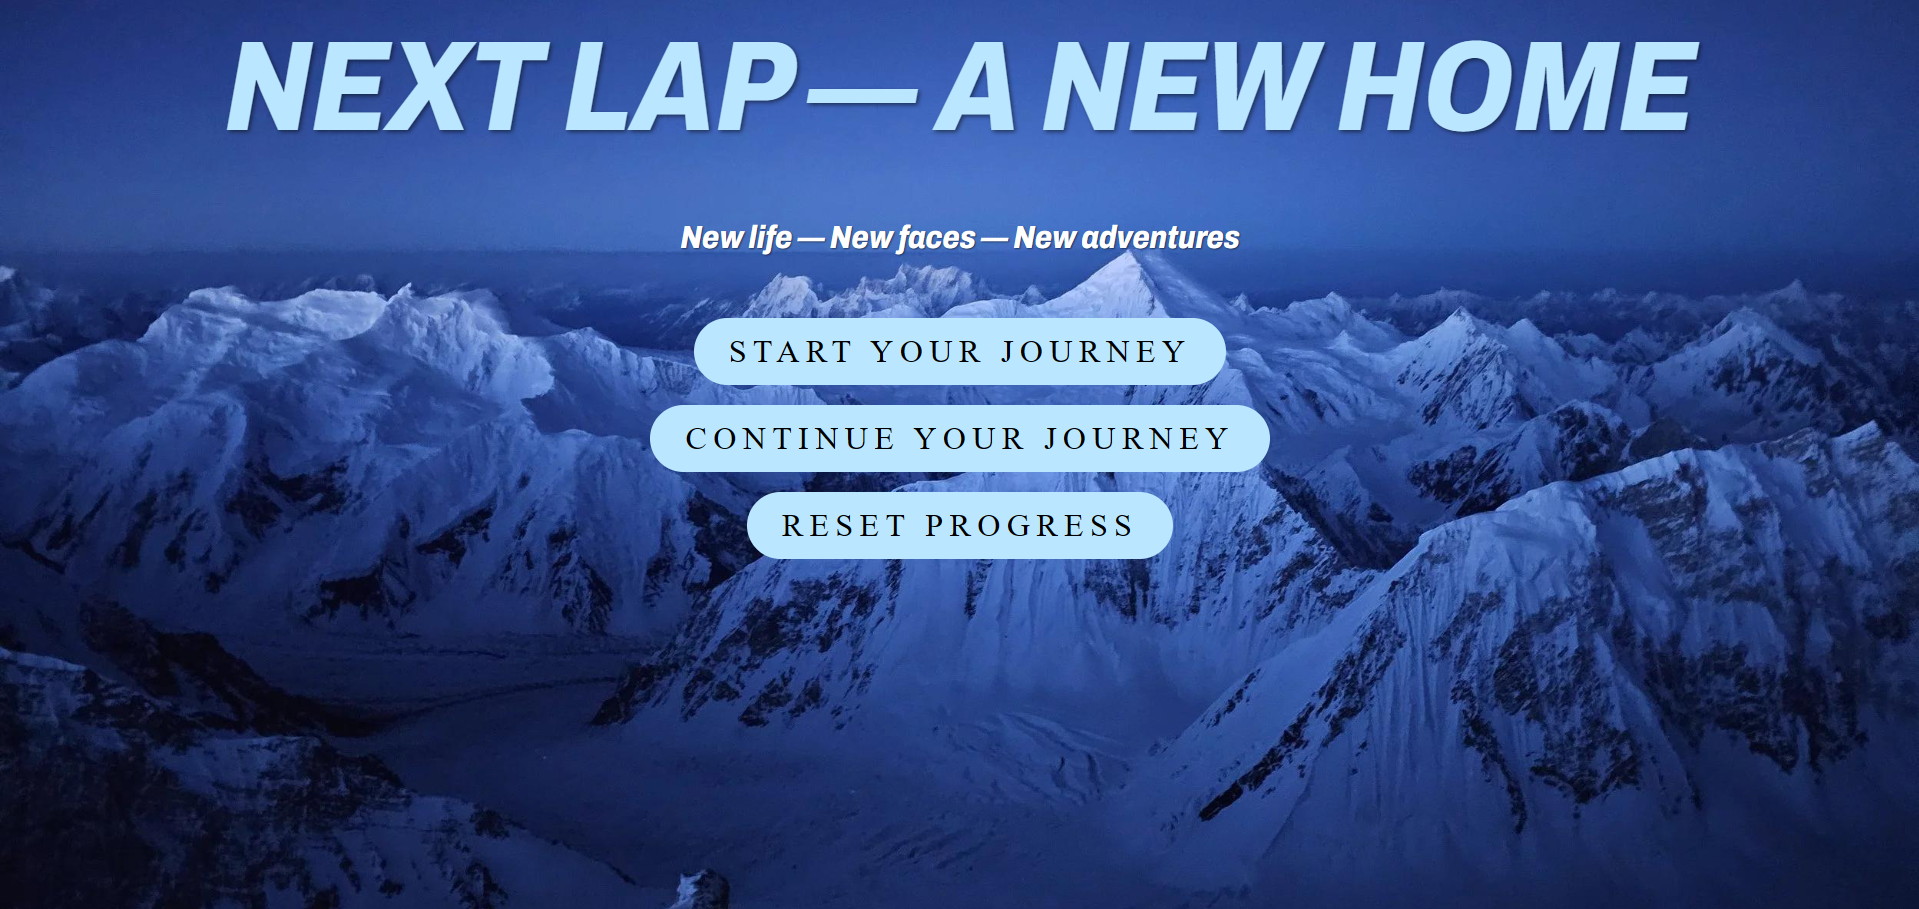 NEXT LAP — A NEW HOME
New life — New faces — New adventures
START YOUR JOURNEY
CONTINUE YOUR JOURNEY
RESET PROGRESS